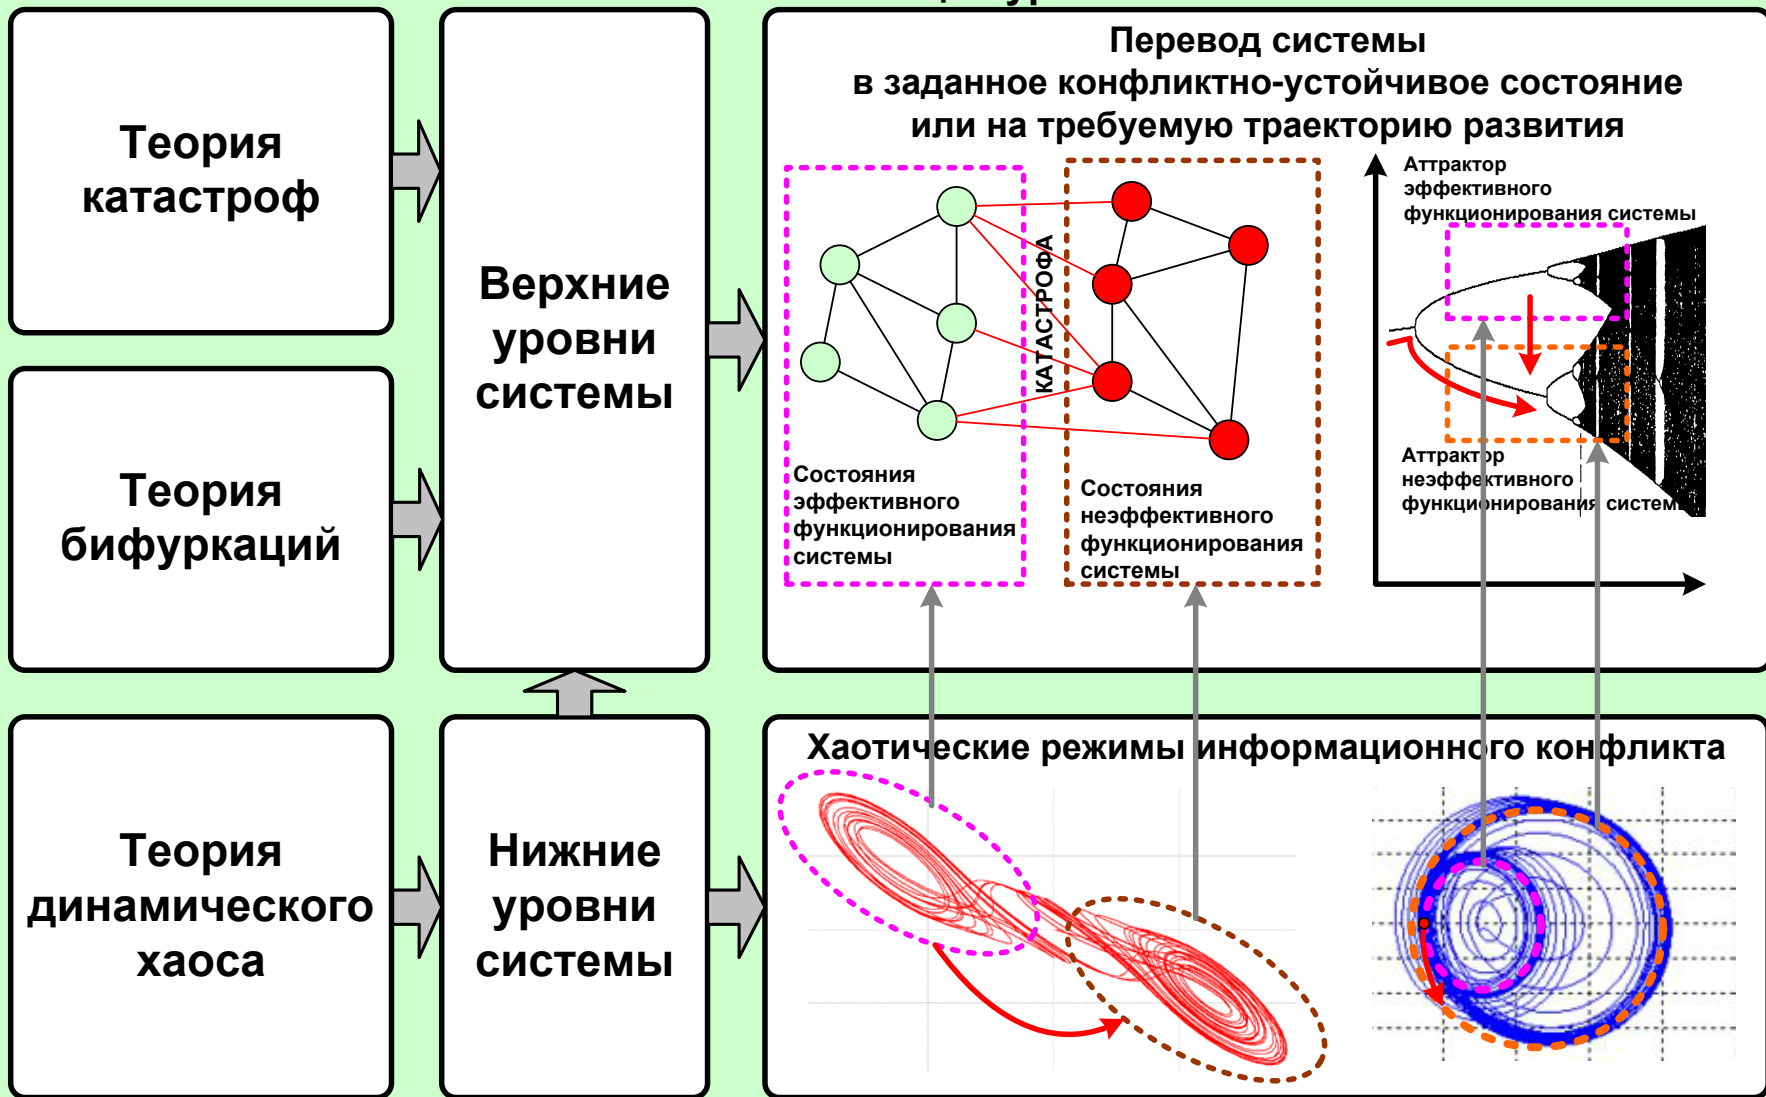 Теория
катастроф
Теория
бифуркаций
Теория
динамического
хаоса
Верхние
уровни
системы
Нижние
уровни
системы
Перевод системы
в заданное конфликтно-устойчивое состояние
или на требуемую траекторию развития
КАТАСТРОФА
Состояния
эффективного
функционирования
системы
Состояния
неэффективного
функционирования
системы
Аттрактор
эффективного
функционирования системы
Аттрактор
неэффективного
функционирования системы
Хаотические режимы информационного конфликта